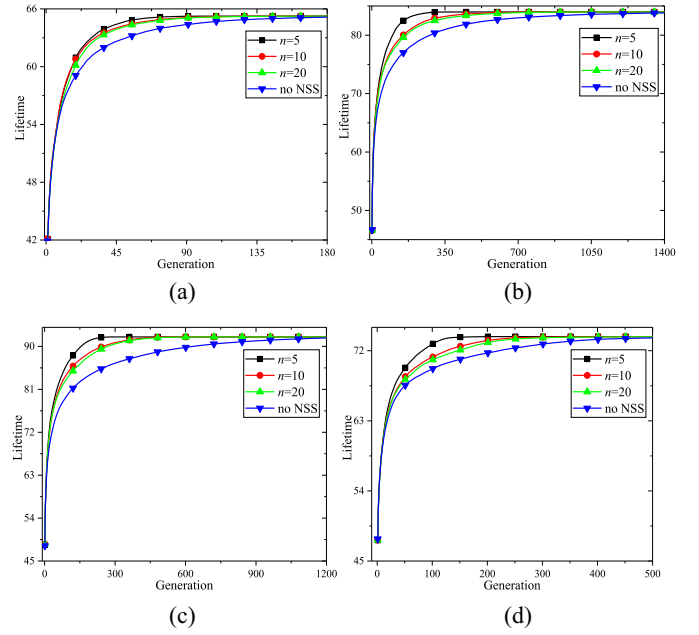 66
60
54
48
42
Lifetime
0
45
90
135
180
Generation
n=5
n=10
n=20
no NSS
(a)
80
70
60
50
Lifetime
0
350
700
1050
1400
Generation
n=5
n=10
n=20
no NSS
(b)
90
81
72
63
54
45
Lifetime
0
300
600
900
1200
Generation
n=5
n=10
n=20
no NSS
(c)
72
63
54
45
Lifetime
0
100
200
300
400
500
Generation
n=5
n=10
n=20
no NSS
(d)